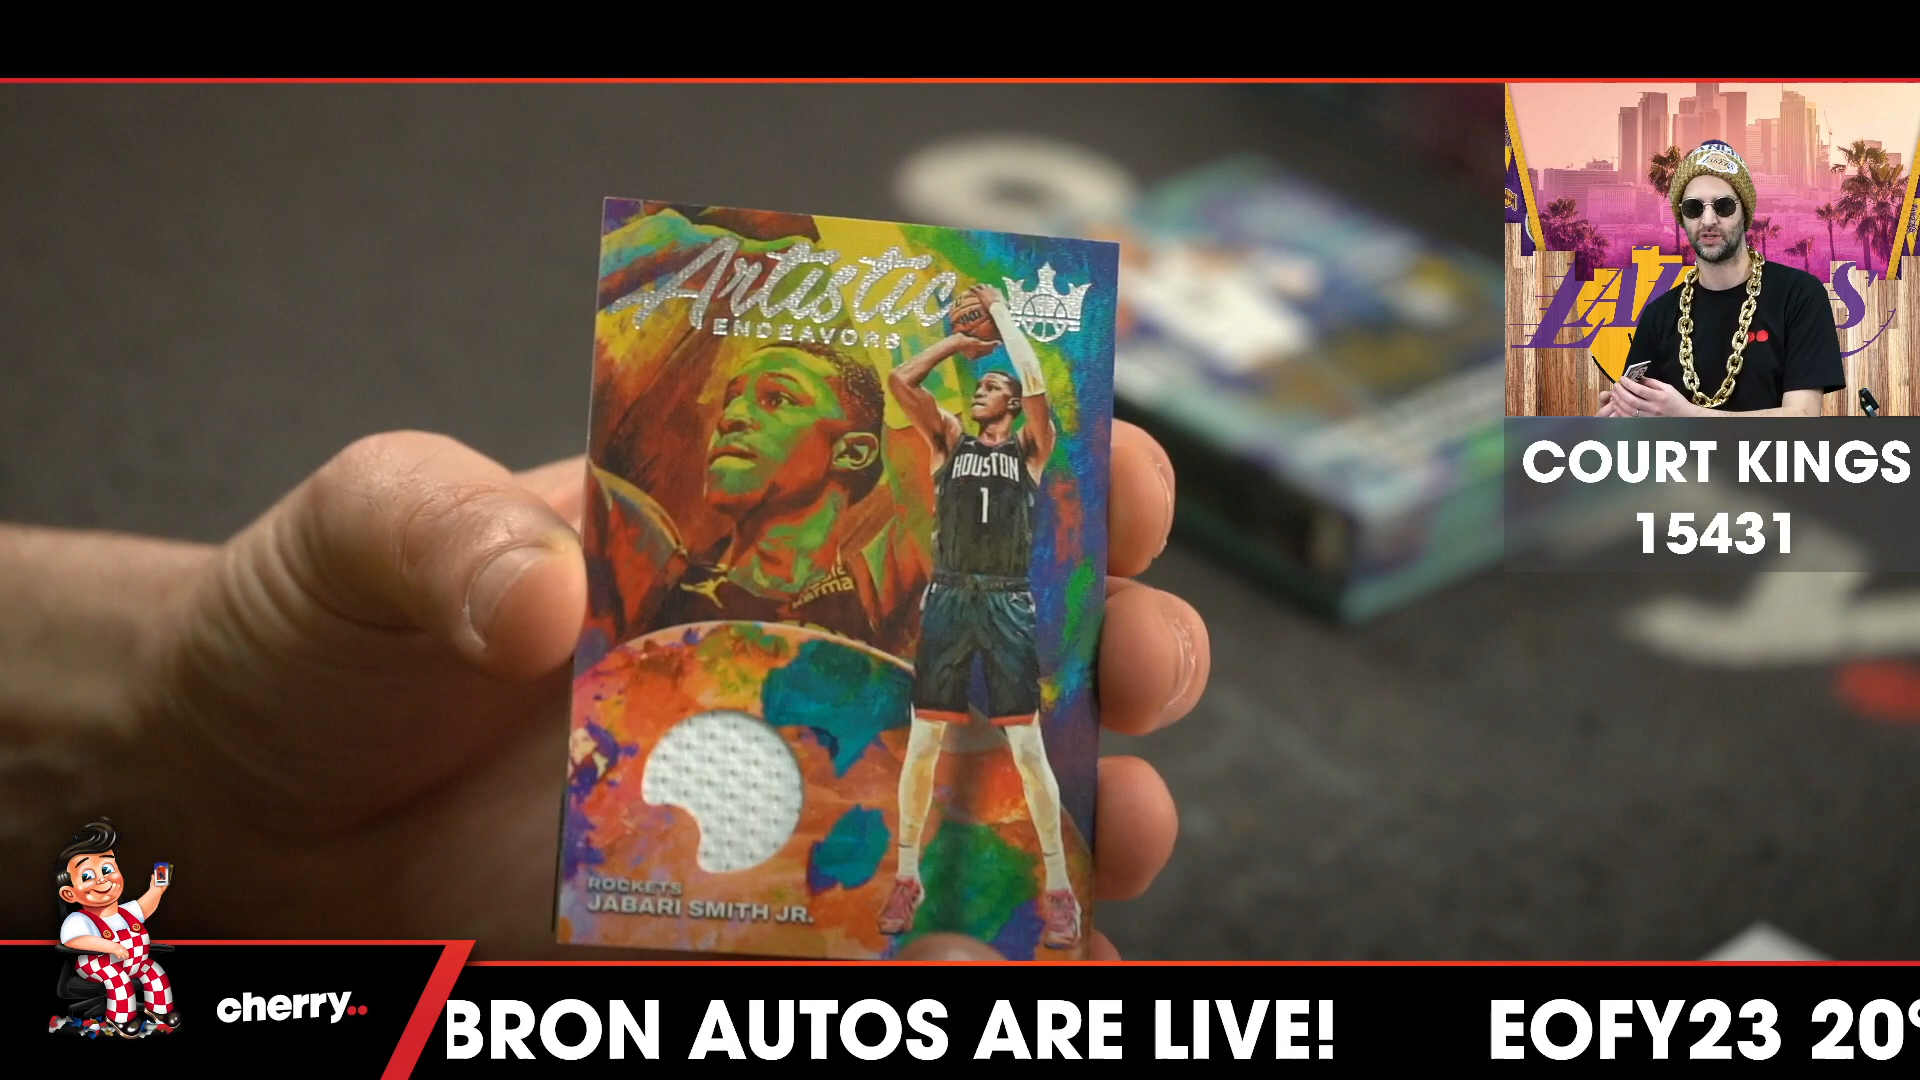 Artistic
ENDEAVORS
HOUSTON
1
ROCKETS
JABARI SMITH JR.
COURT KINGS
15431
cherry..
BRON AUTOS ARE LIVE!
EOFY23 20